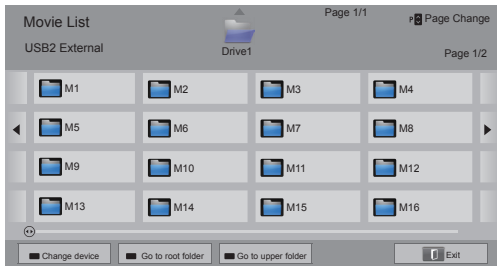 Movie List
Page 1/1
P Page Change
USB2 External
Drive1
Page 1/2
M1 M2 M3 M4
M5 M6 M7 M8
M9 M10 M11 M12
M13 M14 M15 M16
Change device Go to root folder Go to upper folder Exit